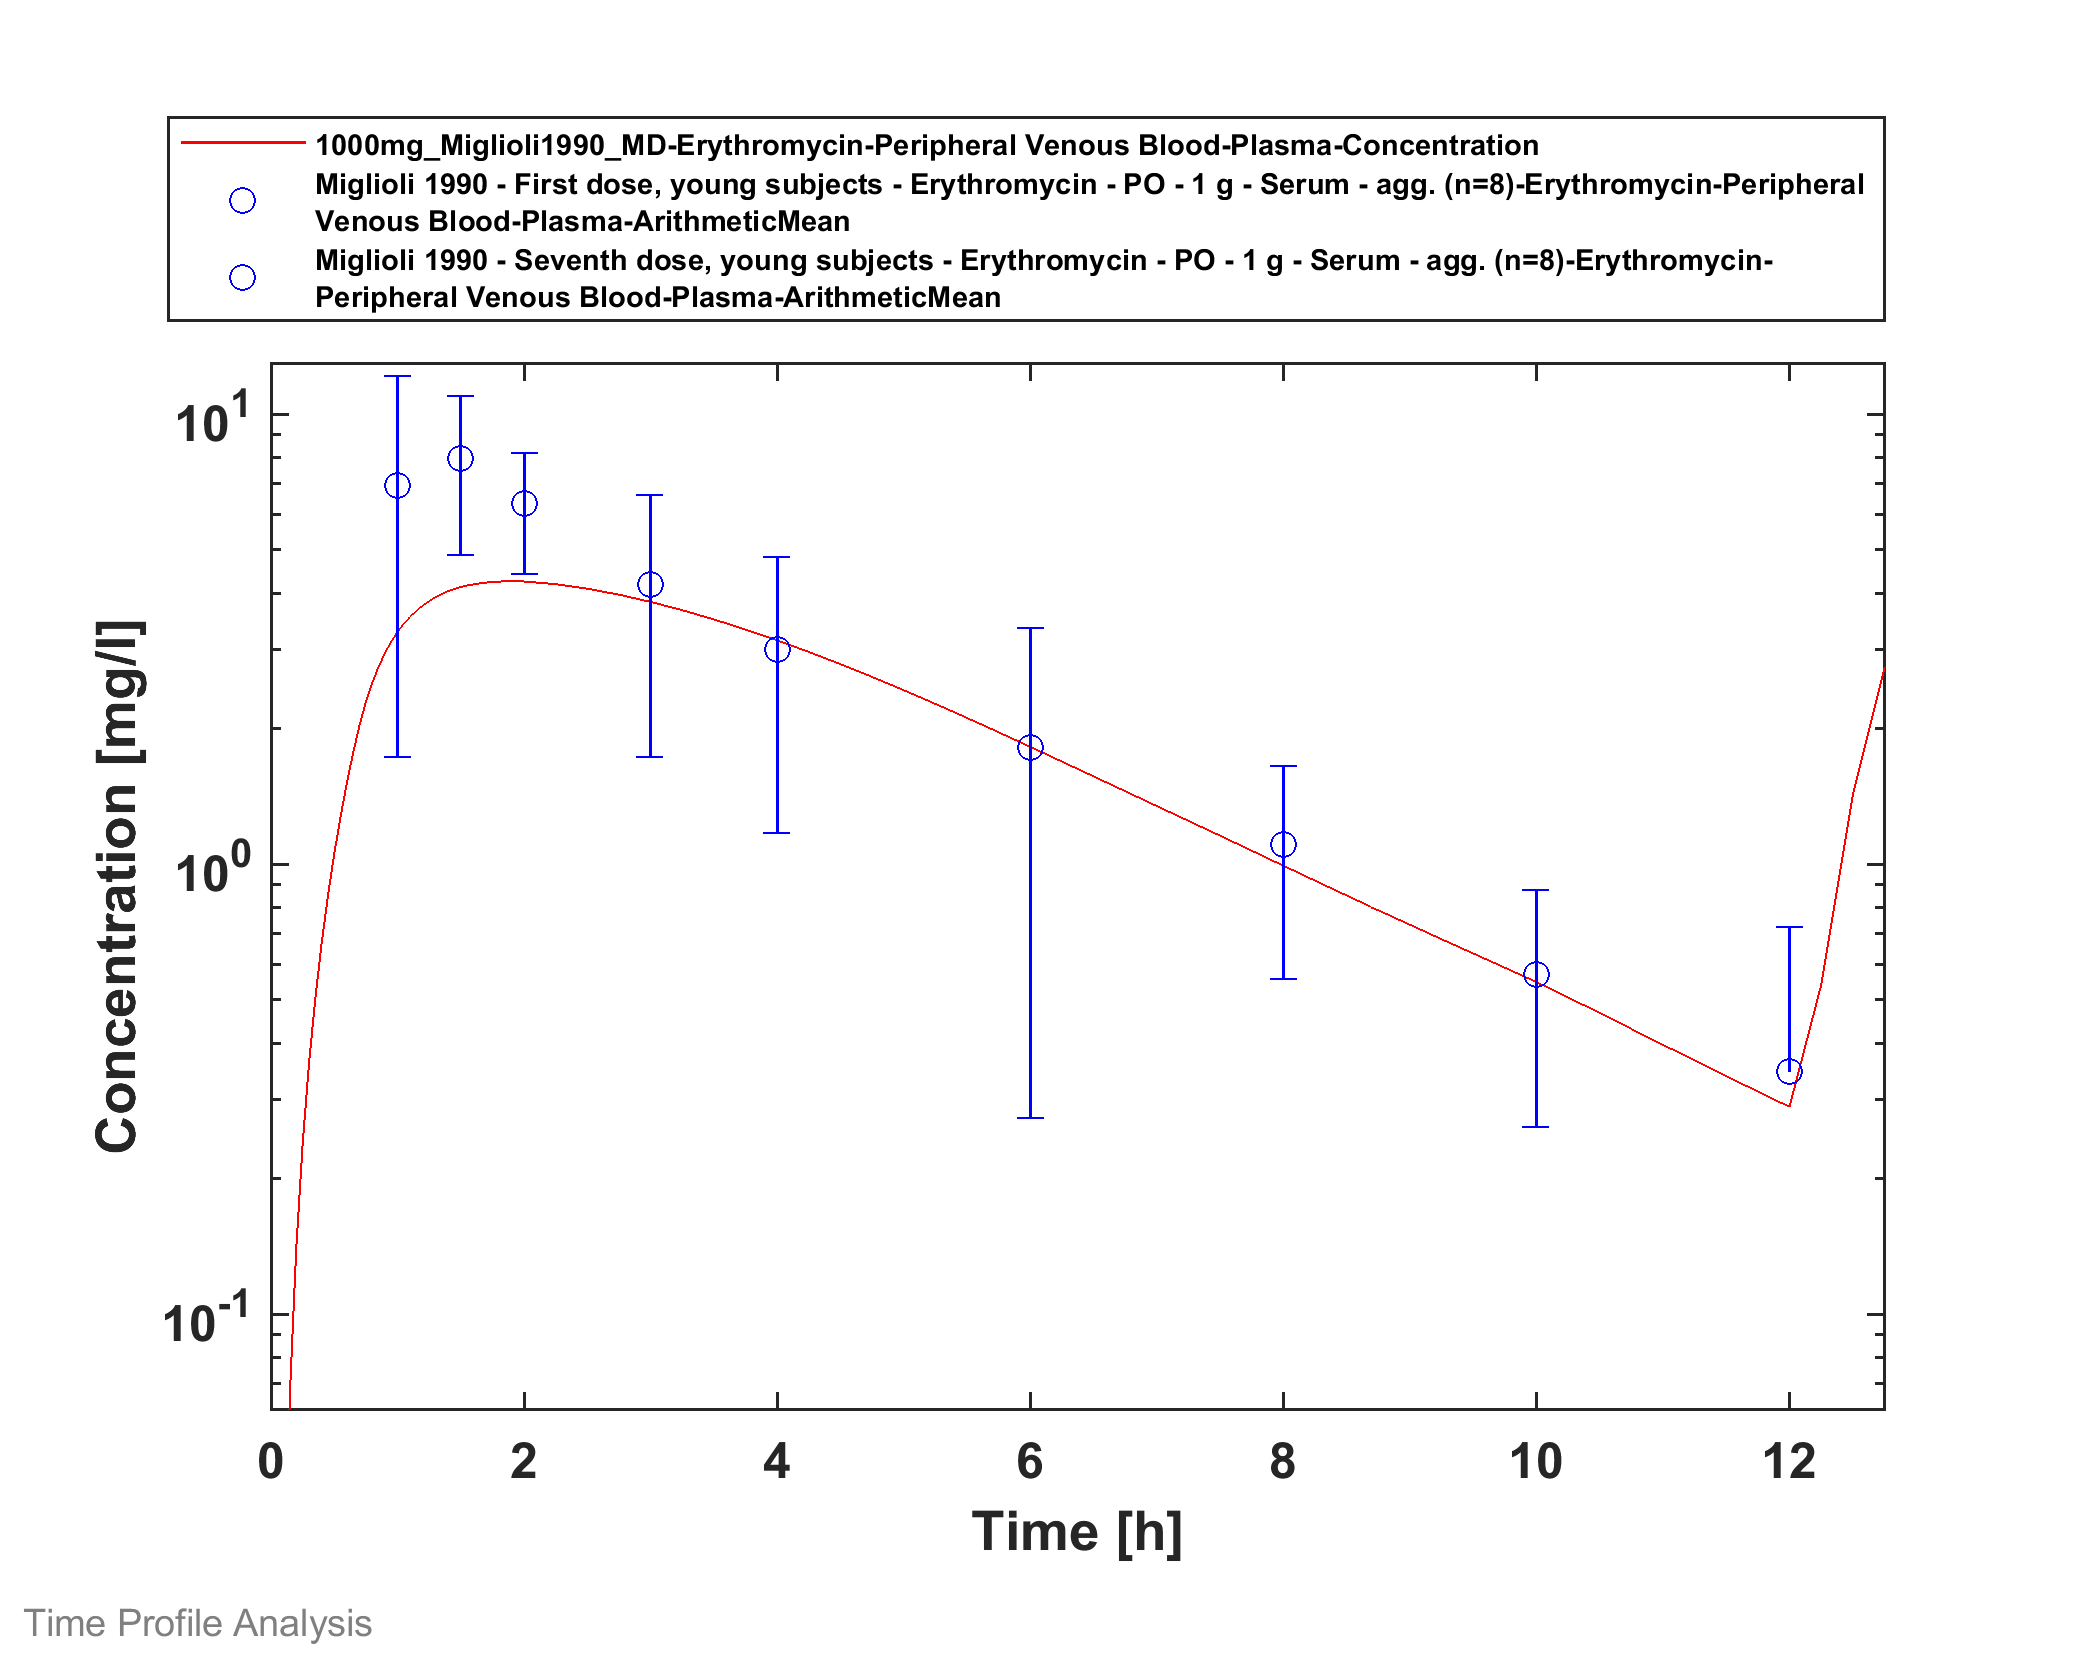 1000mg_Miglioli1990_MD-Erythromycin-Peripheral Venous Blood-Plasma-Concentration
Miglioli 1990 - First dose, young subjects - Erythromycin - PO - 1 g - Serum - agg. (n=8)-Erythromycin-Peripheral
Venous Blood-Plasma-ArithmeticMean
Miglioli 1990 - Seventh dose, young subjects - Erythromycin - PO - 1 g - Serum - agg. (n=8)-Erythromycin-
Peripheral Venous Blood-Plasma-ArithmeticMean
10^1
10^0
10^-1
Concentration [mg/l]
0 2 4 6 8 10 12
Time [h]
Time Profile Analysis